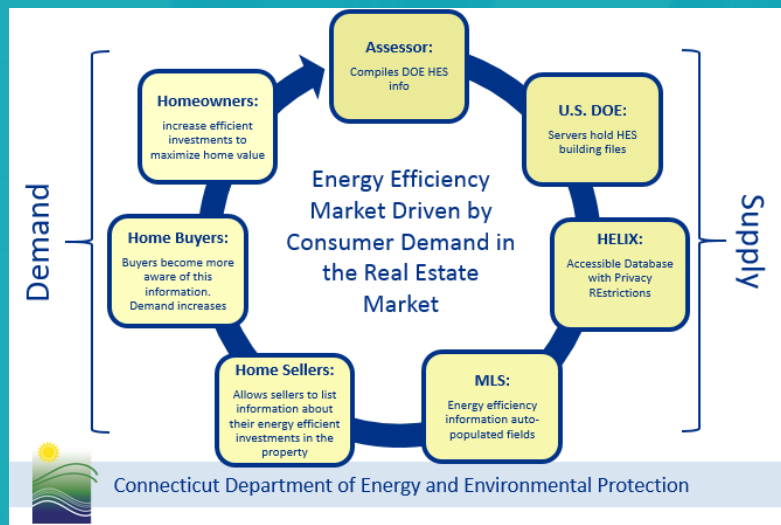 Assessor:
Compiles DOE HES
info
U.S. DOE:
Servers hold HES
building files
HELIX:
Accessible Database
with Privacy
REstrictions
MLS:
Energy efficiency
information auto-
populated fields
Home Sellers:
Allows sellers to list
information about
their energy efficient
investments in the
property
Home Buyers:
Buyers become more
aware of this
information.
Demand increases
Homeowners:
increase efficient
investments to
maximize home value
Energy Efficiency
Market Driven by
Consumer Demand in
the Real Estate
Market
Demand
Supply
Connecticut Department of Energy and Environmental Protection